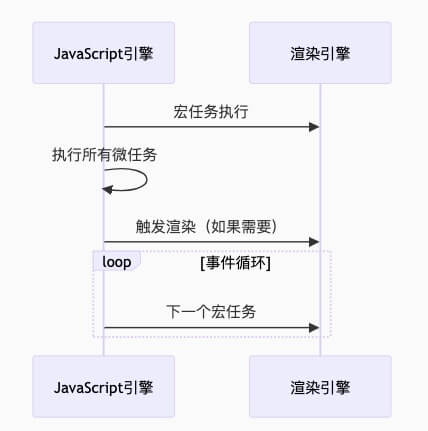 JavaScript引擎
渲染引擎
宏任务执行
执行所有微任务
触发渲染（如果需要）
loop
[事件循环]
下一个宏任务
JavaScript引擎
渲染引擎